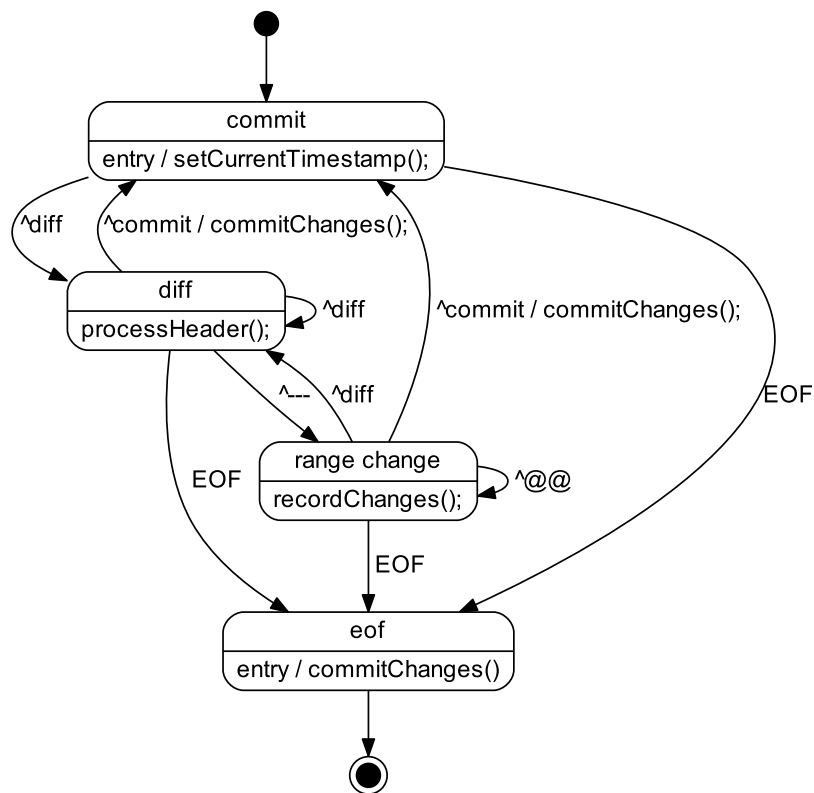 commit
entry / setCurrentTimestamp();
^diff
^commit / commitChanges();
diff
processHeader();
^diff
^commit / commitChanges();
^---
^diff
EOF
range change
recordChanges();
EOF
^@@
EOF
eof
entry / commitChanges()